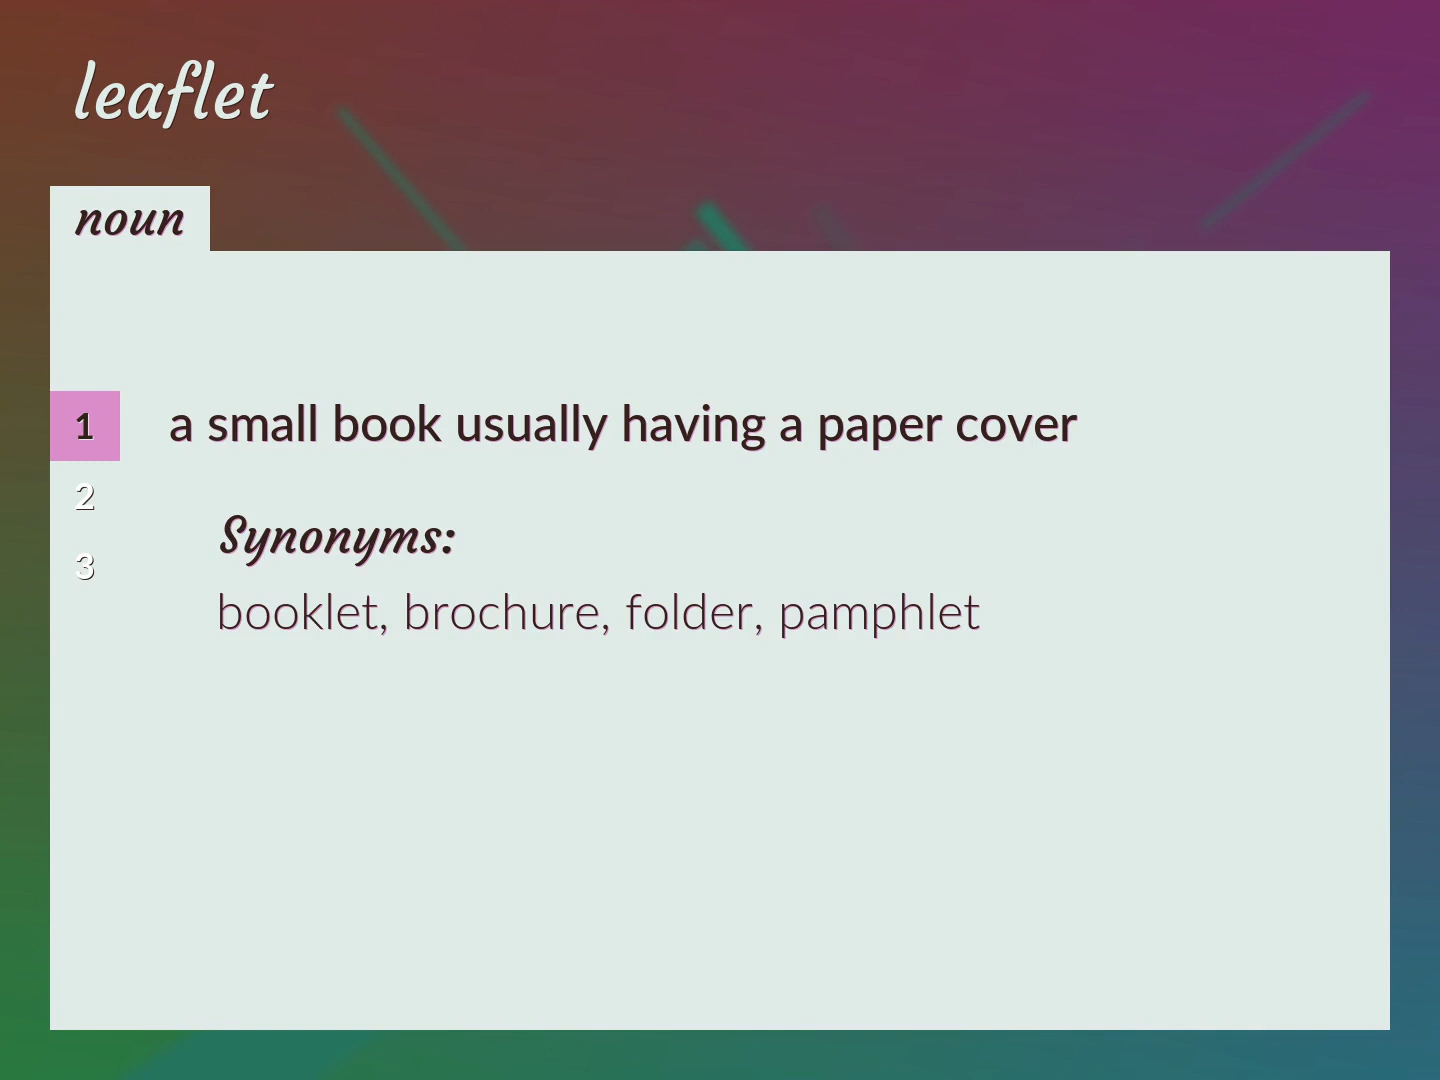 leaflet
noun
1 a small book usually having a paper cover
2
Synonyms:
3
booklet, brochure, folder, pamphlet